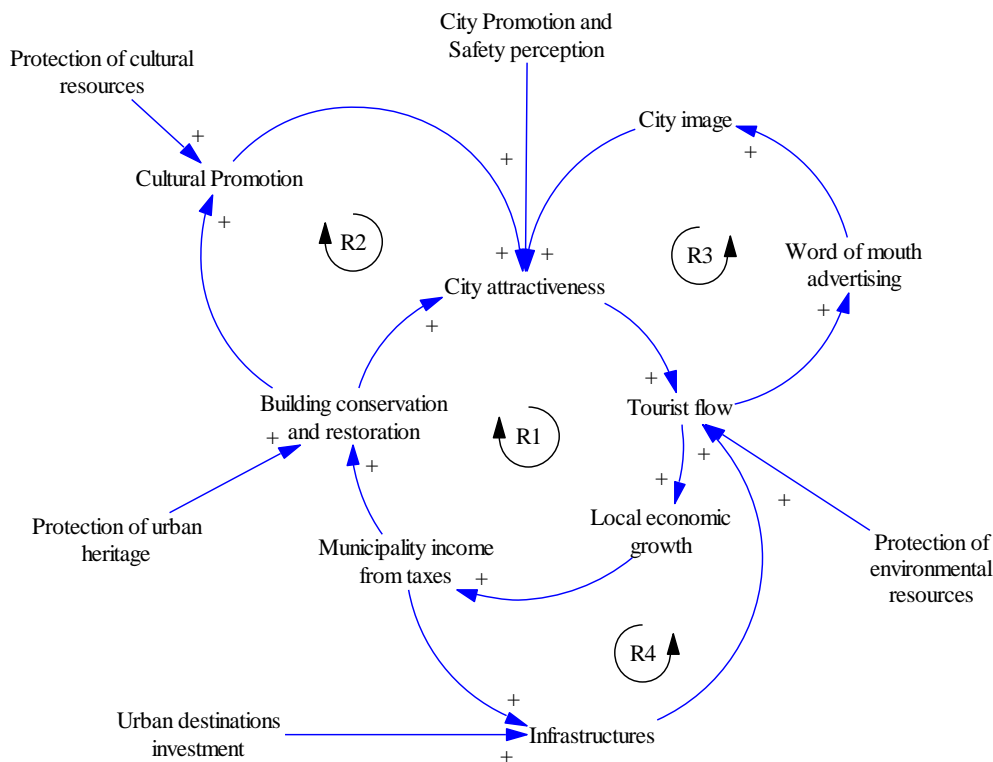 City Promotion and
Safety perception
Protection of cultural
resources
+
Cultural Promotion
+
+
City image
+
R2
R3
Word of mouth
advertising
+
+
+
City attractiveness
+
+
Building conservation
and restoration
+
Tourist flow
R1
+
+
+
+
Protection of urban
heritage
Municipality income
from taxes
+
Local economic
growth
Protection of
environmental
resources
R4
+
Urban destinations
investment
Infrastructures
+